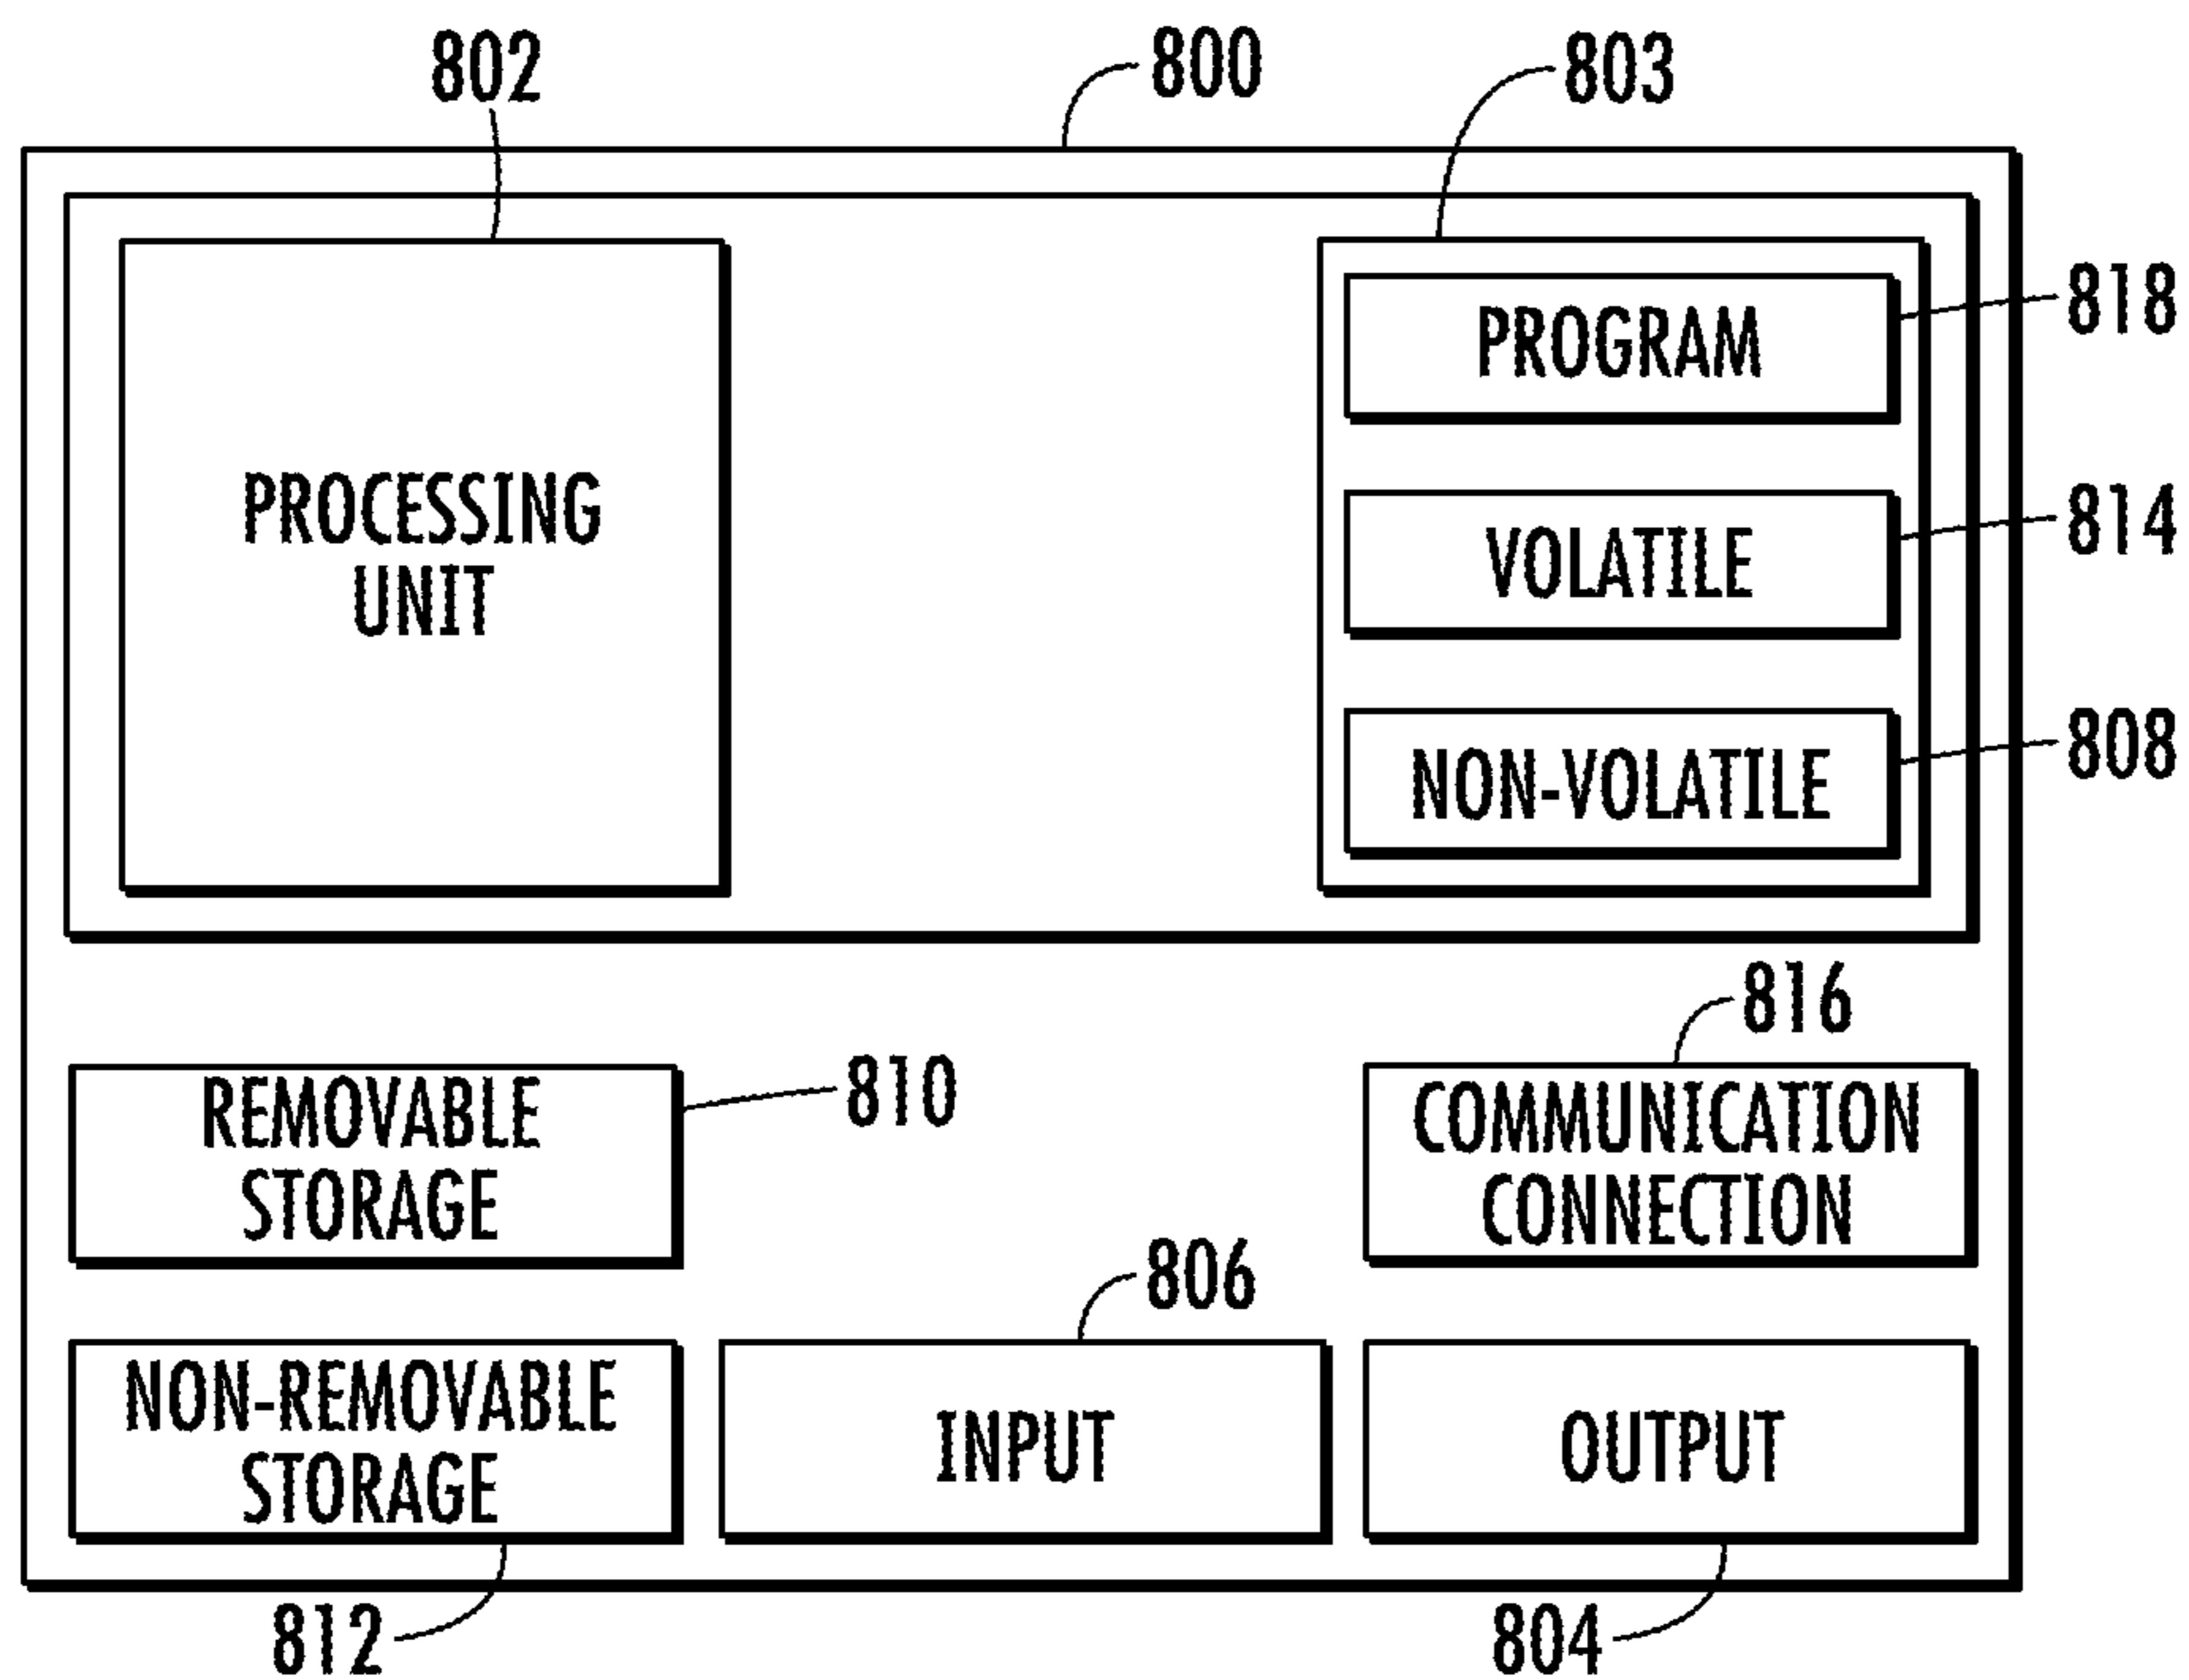 802
800
803
PROCESSING
UNIT
PROGRAM
818
VOLATILE
814
NON-VOLATILE
808
REMOVABLE
STORAGE
810
816
COMMUNICATION
CONNECTION
NON-REMOVABLE
STORAGE
812
806
INPUT
OUTPUT
804